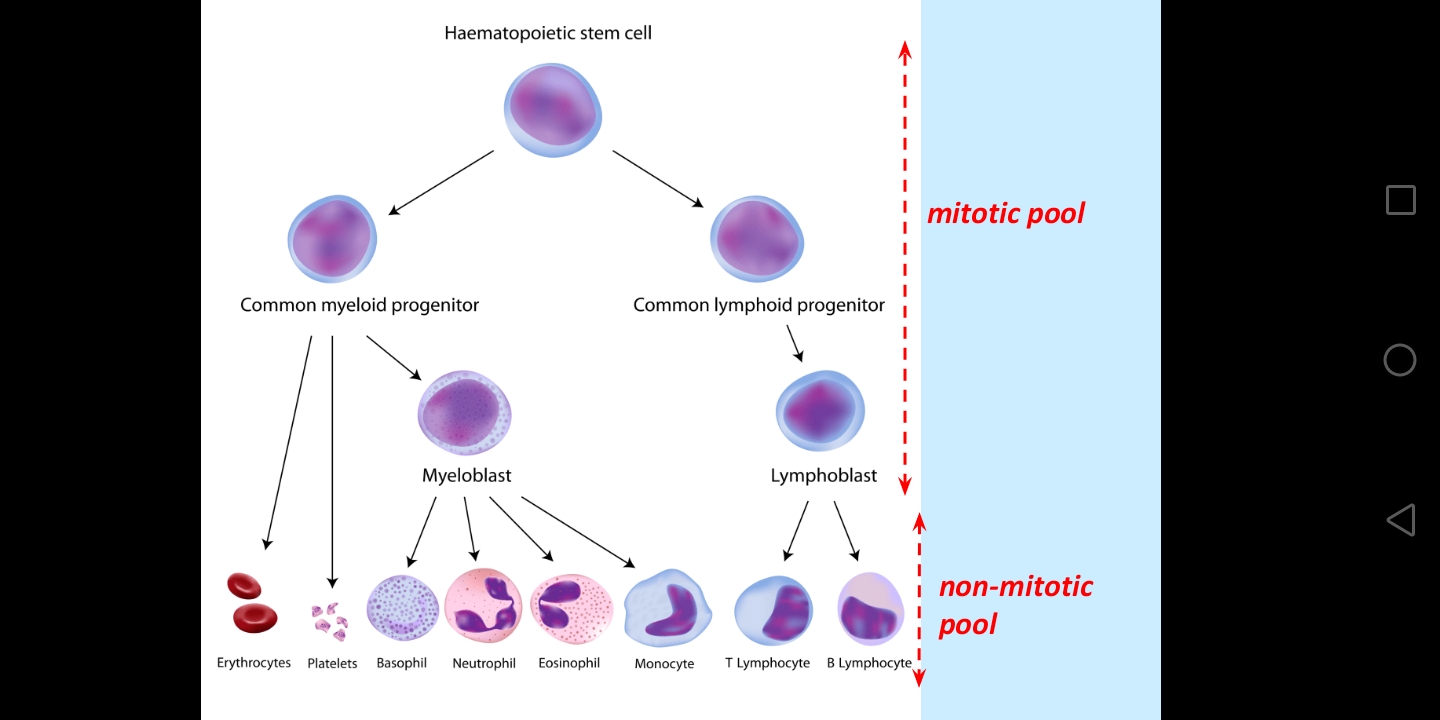 Haematopoietic stem cell
mitotic pool
Common myeloid progenitor
Common lymphoid progenitor
Myeloblast
Lymphoblast
non-mitotic
pool
Erythrocytes
Platelets
Basophil
Neutrophil
Eosinophil
Monocyte
T Lymphocyte
B Lymphocyte